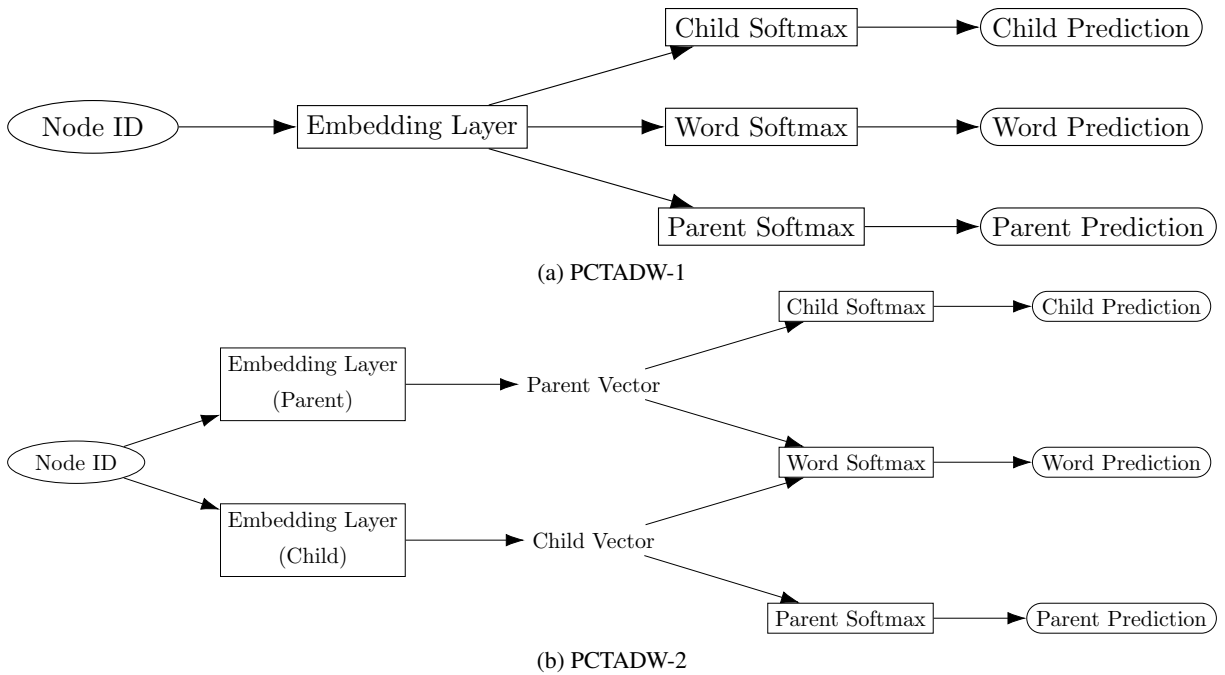 Child Softmax
Child Prediction
Node ID
Embedding Layer
Word Softmax
Word Prediction
Parent Softmax
Parent Prediction
(a) PCTADW-1
Child Softmax
Child Prediction
Embedding Layer
(Parent)
Parent Vector
Node ID
Word Softmax
Word Prediction
Embedding Layer
(Child)
Child Vector
Parent Softmax
Parent Prediction
(b) PCTADW-2